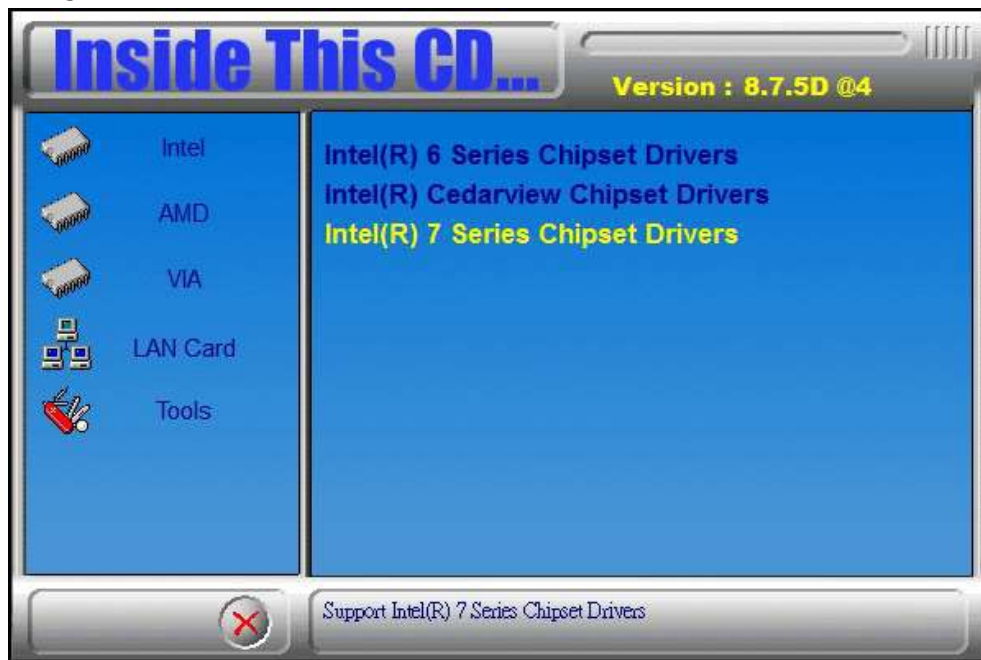 Inside This CD...
Version : 8.7.5D @4
Intel
AMD
VIA
LAN Card
Tools
Intel(R) 6 Series Chipset Drivers
Intel(R) Cedarview Chipset Drivers
Intel(R) 7 Series Chipset Drivers
Support Intel(R) 7 Series Chipset Drivers